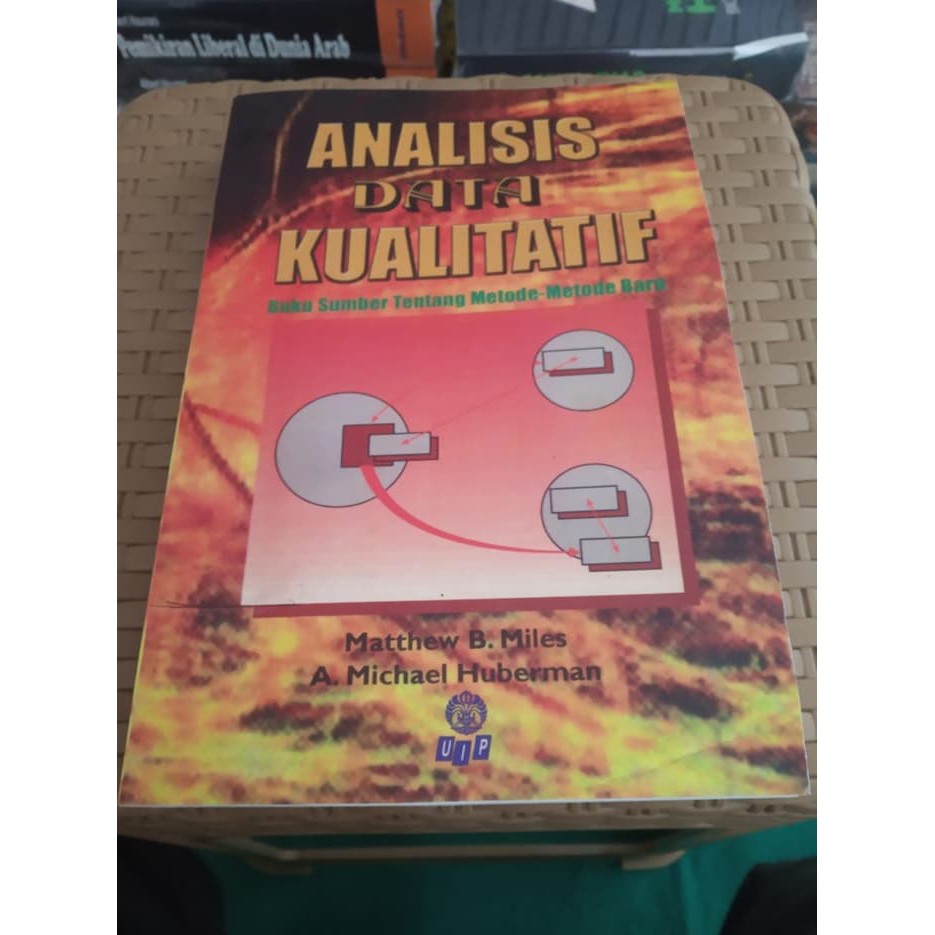 Pemikiran Liberal di Dunia Arab
ANALISIS
DATA
KUALITATIF
Buku Sumber Tentang Metode-Metode Baru
Matthew B. Miles
A. Michael Huberman
UIP